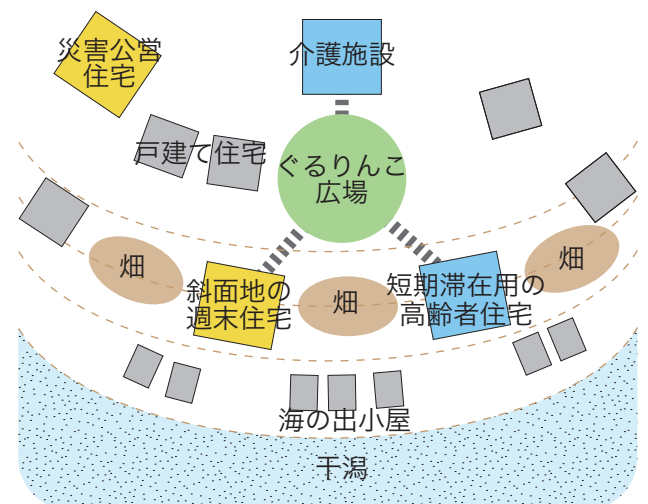 災害公営
住宅
介護施設
戸建て住宅
ぐるりんこ
広場
畑
斜面地の
週末住宅
畑
短期滞在用の
高齢者住宅
畑
海の出小屋
干潟